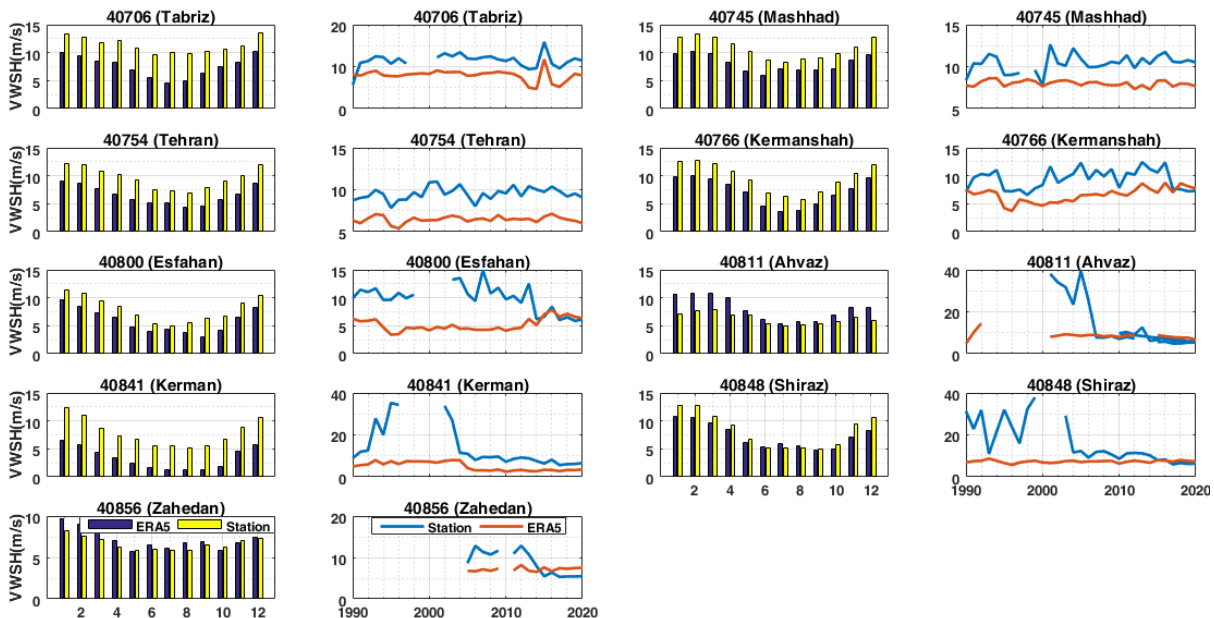 40706 (Tabriz)
VWSH(m/s)
15
10
5
0
40706 (Tabriz)
20
10
0
40745 (Mashhad)
15
10
5
0
40745 (Mashhad)
15
10
5
40754 (Tehran)
VWSH(m/s)
15
10
5
0
40754 (Tehran)
15
10
5
40766 (Kermanshah)
15
10
5
0
40766 (Kermanshah)
15
10
5
0
40800 (Esfahan)
VWSH(m/s)
15
10
5
0
40800 (Esfahan)
15
10
5
0
40811 (Ahvaz)
15
10
5
0
40811 (Ahvaz)
40
20
0
40841 (Kerman)
VWSH(m/s)
15
10
5
0
40841 (Kerman)
40
20
0
40848 (Shiraz)
15
10
5
0
2 4 6 8 10 12
40848 (Shiraz)
40
20
0
1990 2000 2010 2020
40856 (Zahedan)
VWSH(m/s)
10
5
0
ERA5 Station
2 4 6 8 10 12
40856 (Zahedan)
20
10
0
Station ERA5
1990 2000 2010 2020